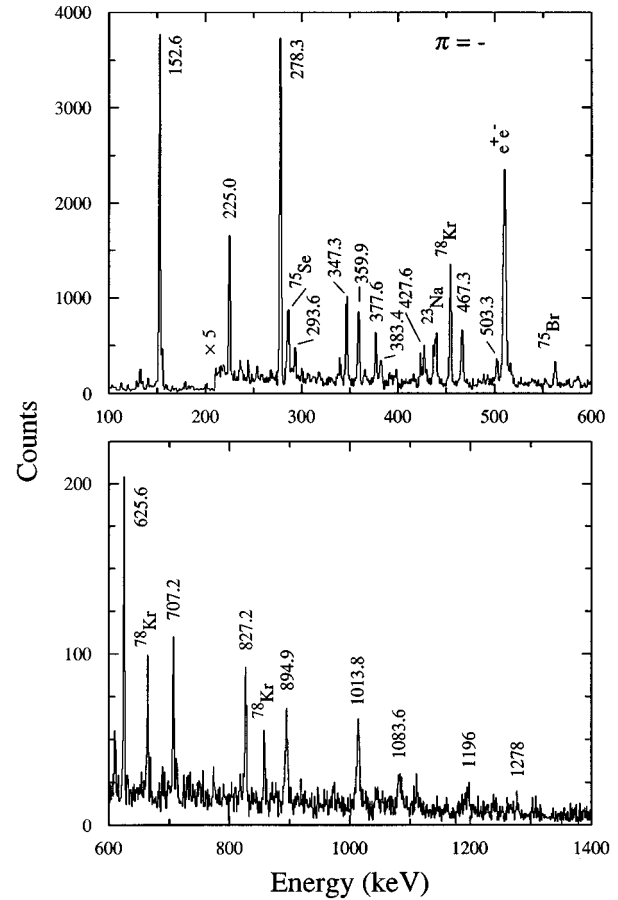 4000
3000
2000
1000
0
152.6
× 5
225.0
278.3
⁷⁵Se
293.6
347.3
359.9
377.6
383.4
427.6
²³Na
⁷⁸Kr
467.3
503.3
e⁺e⁻
⁷⁵Br
π = -
100 200 300 400 500 600
Counts
200
100
0
625.6
⁷⁸Kr
707.2
827.2
⁷⁸Kr
894.9
1013.8
1083.6
1196
1278
600 800 1000 1200 1400
Energy (keV)